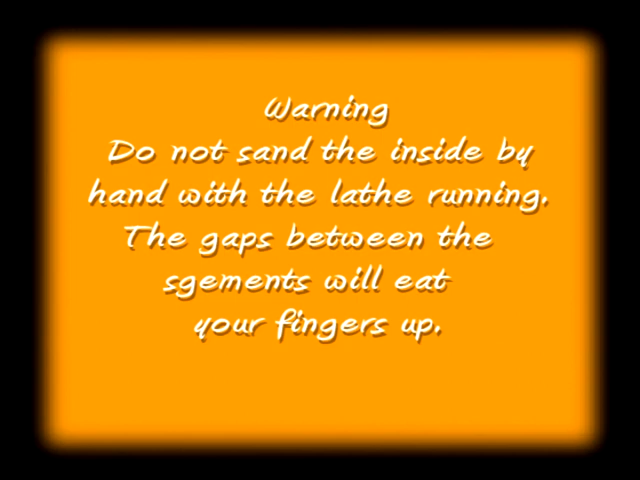 Warning
Do not sand the inside by
hand with the lathe running.
The gaps between the
sgements will eat
your fingers up.